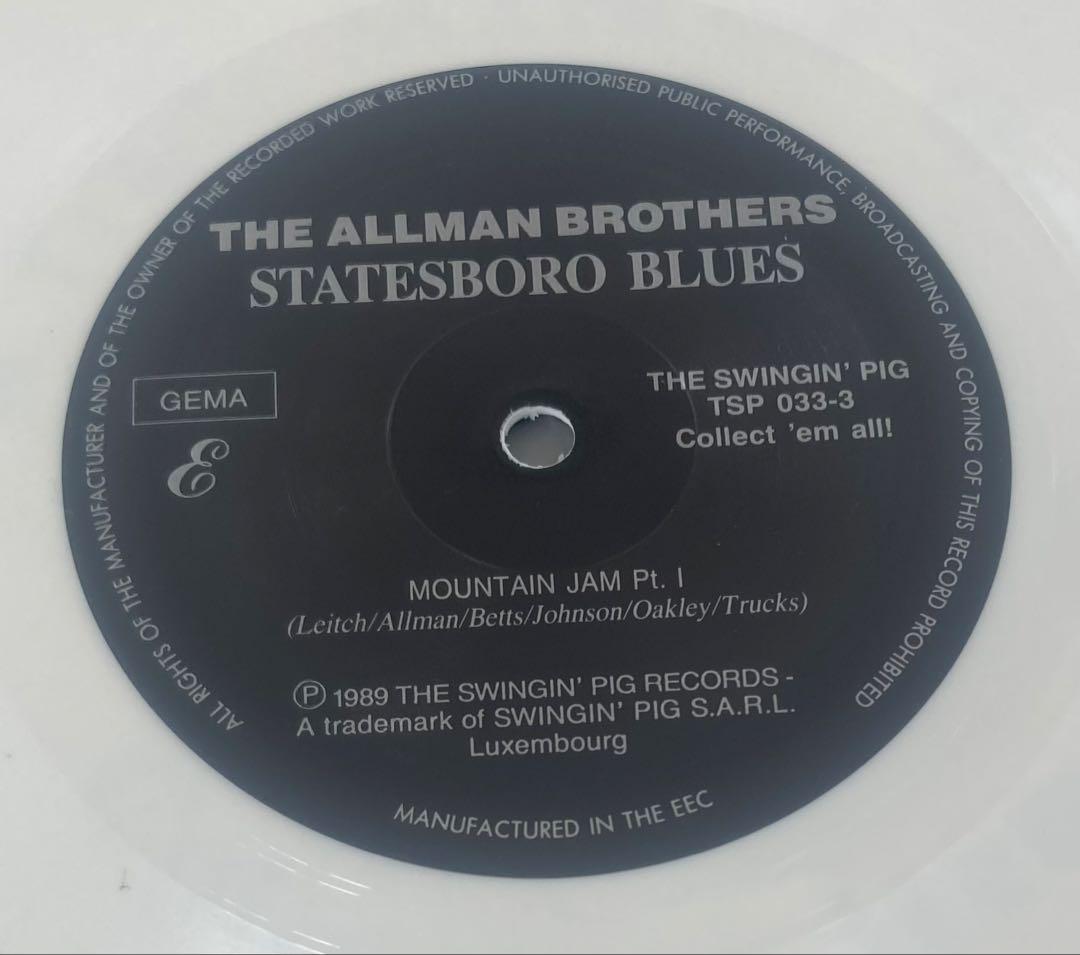 ALL RIGHTS OF THE MANUFACTURER AND OF THE OWNER OF THE RECORDED WORK RESERVED · UNAUTHORISED PUBLIC PERFORMANCE, BROADCASTING AND COPYING OF THIS RECORD PROHIBITED
THE ALLMAN BROTHERS
STATESBORO BLUES
GEMA
E
THE SWINGIN' PIG
TSP 033-3
Collect 'em all!
MOUNTAIN JAM Pt. I
(Leitch/Allman/Betts/Johnson/Oakley/Trucks)
Ⓟ 1989 THE SWINGIN' PIG RECORDS -
A trademark of SWINGIN' PIG S.A.R.L.
Luxembourg
MANUFACTURED IN THE EEC